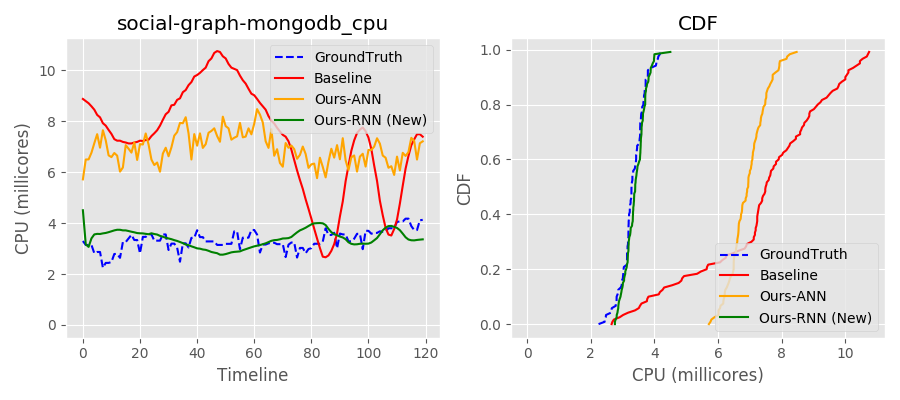 social-graph-mongodb_cpu
CPU (millicores)
10
8
6
4
2
0
0 20 40 60 80 100 120
Timeline
GroundTruth
Baseline
Ours-ANN
Ours-RNN (New)
CDF
CDF
1.0
0.8
0.6
0.4
0.2
0.0
0 2 4 6 8 10
CPU (millicores)
GroundTruth
Baseline
Ours-ANN
Ours-RNN (New)